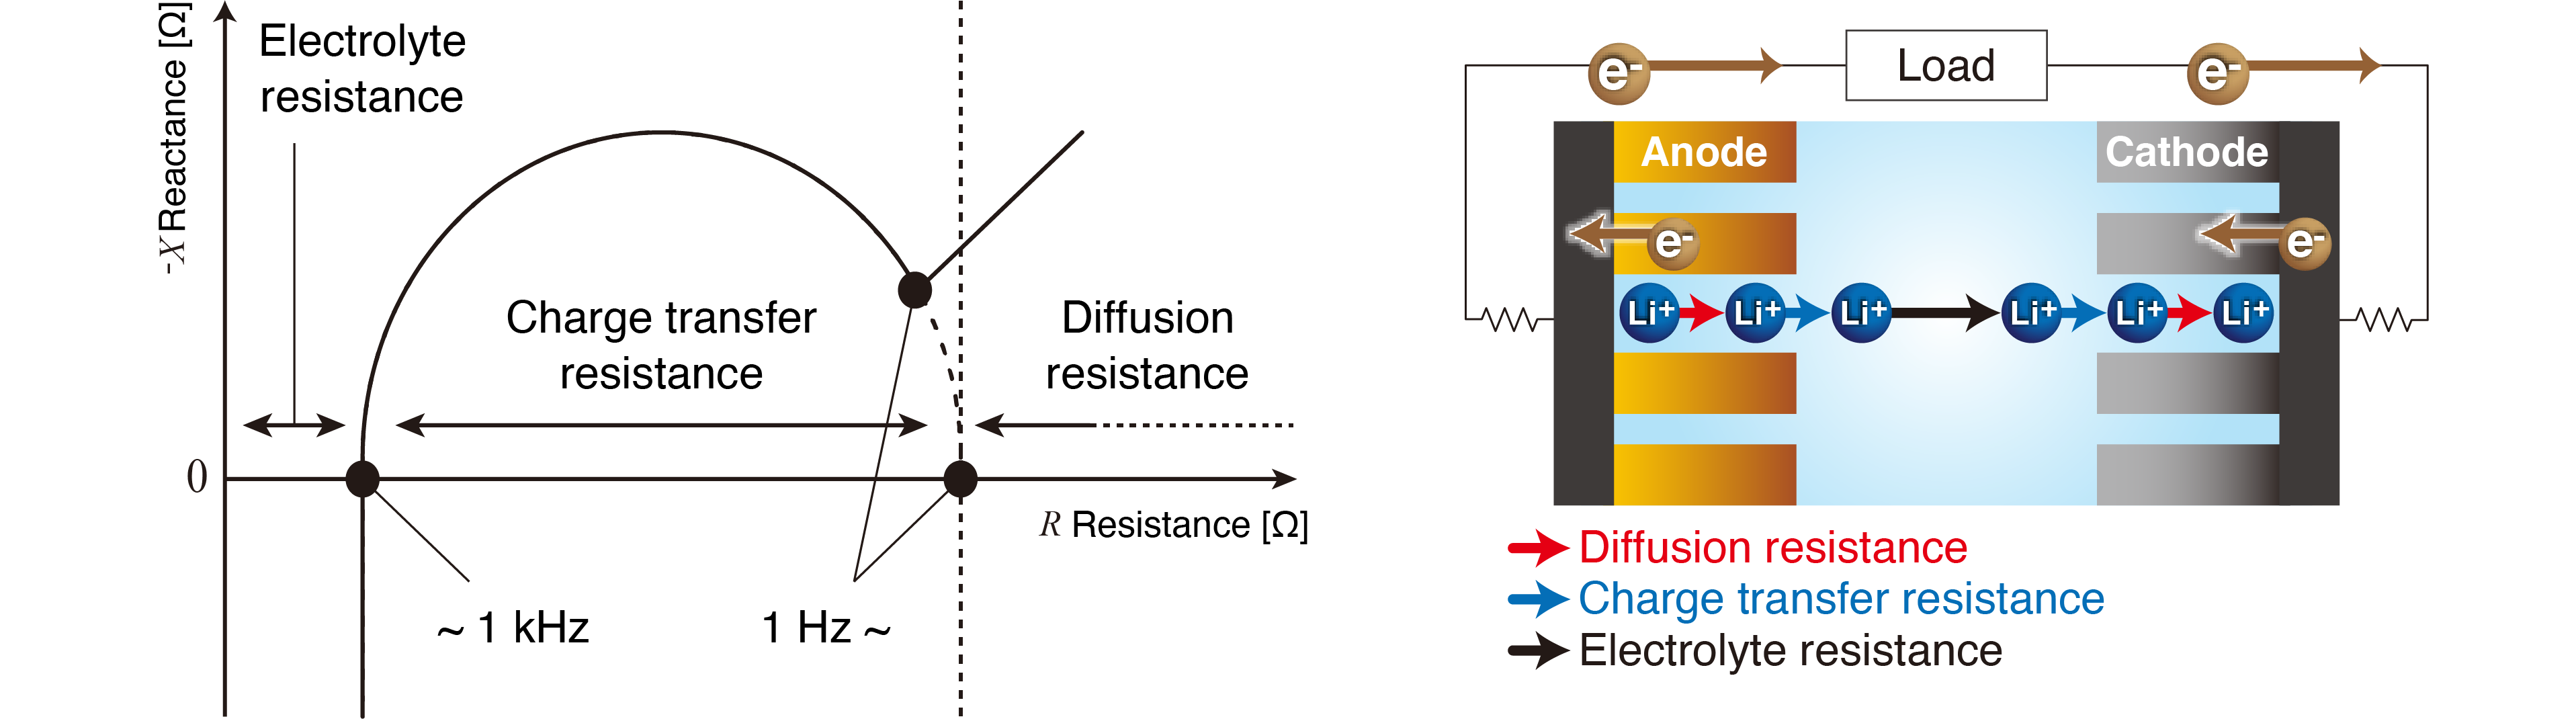 -X Reactance [Ω]
Electrolyte
resistance
Charge transfer
resistance
Diffusion
resistance
0
R Resistance [Ω]
~ 1 kHz
1 Hz ~
e-
Load
e-
Anode
Cathode
e-
e-
Li+
Li+
Li+
Li+
Li+
Li+
Diffusion resistance
Charge transfer resistance
Electrolyte resistance